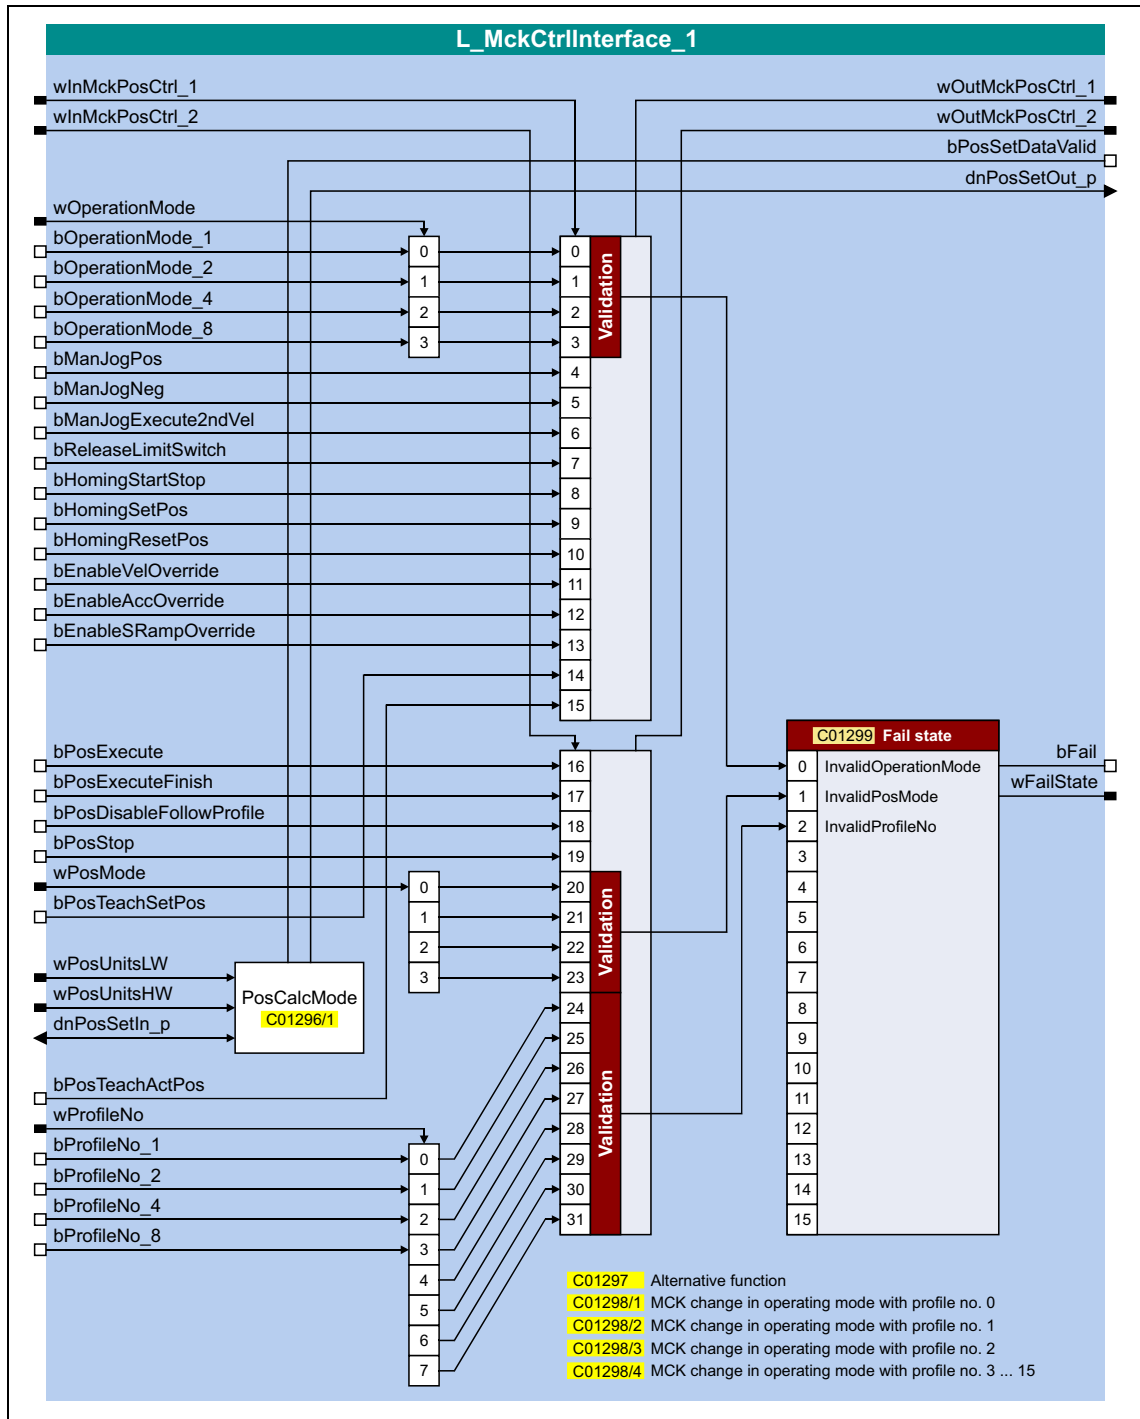 L_MckCtrlInterface_1
wInMckPosCtrl_1
wOutMckPosCtrl_1
wInMckPosCtrl_2
wOutMckPosCtrl_2
bPosSetDataValid
dnPosSetOut_p
wOperationMode
bOperationMode_1
0
0
bOperationMode_2
1
1
bOperationMode_4
2
2
bOperationMode_8
3
3
Validation
bManJogPos
4
bManJogNeg
5
bManJogExecute2ndVel
6
bReleaseLimitSwitch
7
bHomingStartStop
8
bHomingSetPos
9
bHomingResetPos
10
bEnableVelOverride
11
bEnableAccOverride
12
bEnableSRampOverride
13
14
15
C01299 Fail state
bPosExecute
16
0 InvalidOperationMode
bFail
bPosExecuteFinish
17
1 InvalidPosMode
wFailState
bPosDisableFollowProfile
18
2 InvalidProfileNo
bPosStop
19
3
wPosMode
0
20
4
bPosTeachSetPos
1
21
5
2
22
6
wPosUnitsLW
3
23
7
Validation
wPosUnitsHW
PosCalcMode
C01296/1
24
8
dnPosSetIn_p
25
9
26
10
bPosTeachActPos
27
11
wProfileNo
28
12
Validation
bProfileNo_1
0
29
13
bProfileNo_2
1
30
14
bProfileNo_4
2
31
15
bProfileNo_8
3
4
5
6
7
C01297 Alternative function
C01298/1 MCK change in operating mode with profile no. 0
C01298/2 MCK change in operating mode with profile no. 1
C01298/3 MCK change in operating mode with profile no. 2
C01298/4 MCK change in operating mode with profile no. 3 ... 15